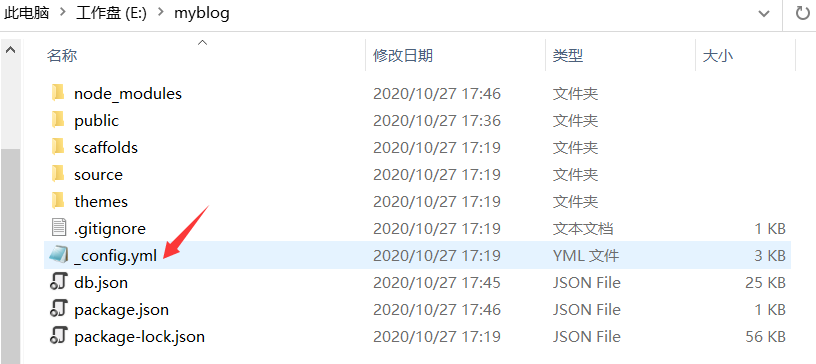 此电脑 > 工作盘 (E:) > myblog
名称 修改日期 类型 大小
node_modules 2020/10/27 17:46 文件夹
public 2020/10/27 17:36 文件夹
scaffolds 2020/10/27 17:19 文件夹
source 2020/10/27 17:19 文件夹
themes 2020/10/27 17:19 文件夹
.gitignore 2020/10/27 17:19 文本文档 1 KB
_config.yml 2020/10/27 17:19 YML 文件 3 KB
db.json 2020/10/27 17:45 JSON File 25 KB
package.json 2020/10/27 17:46 JSON File 1 KB
package-lock.json 2020/10/27 17:19 JSON File 56 KB